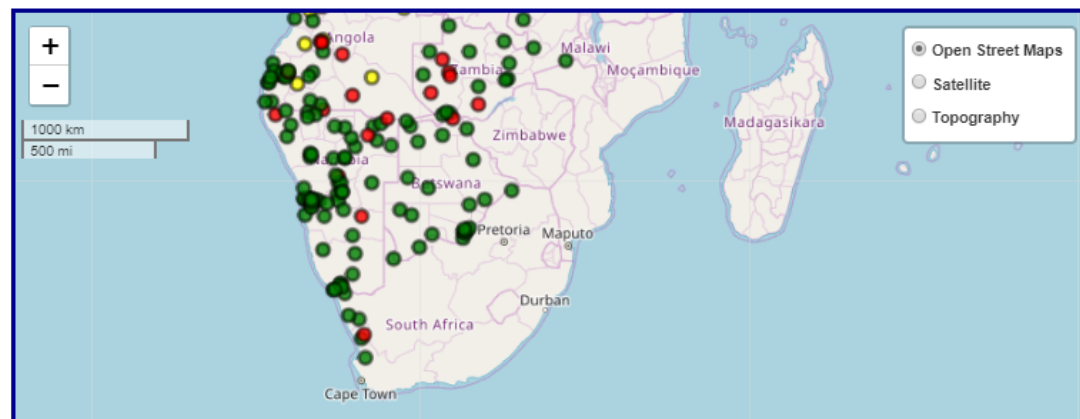 +
−
1000 km
500 mi
Angola
Malawi
Zambia
Moçambique
Open Street Maps
Satellite
Topography
Madagasikara
Zimbabwe
Namibia
Botswana
Pretoria
Maputo
Durban
South Africa
Cape Town